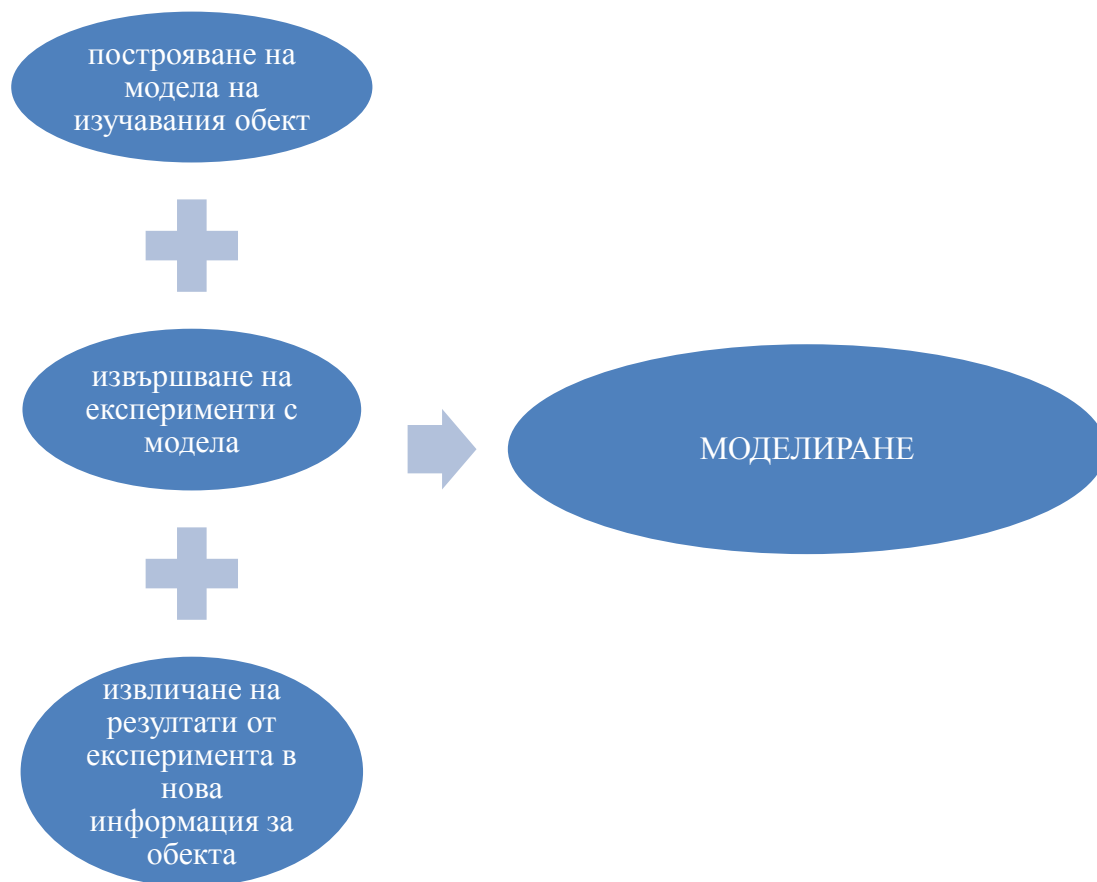 построяване на
модела на
изучавания обект
извършване на
експерименти с
модела
МОДЕЛИРАНЕ
извличане на
резултати от
експеримента в
нова
информация за
обекта